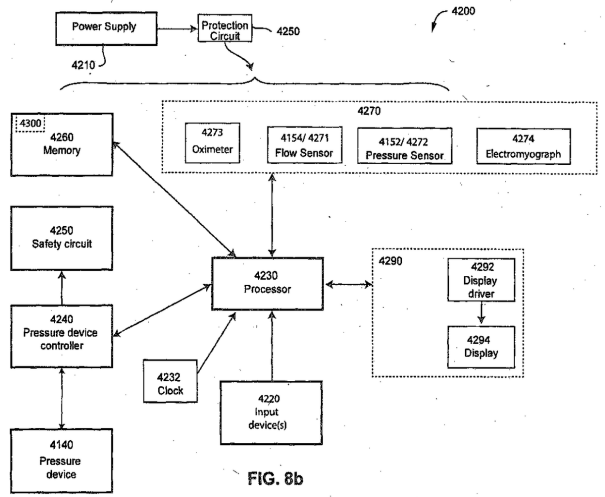 Power Supply
4210
Protection
Circuit
4250
4200
4300
4260
Memory
4270
4273
Oximeter
4154/ 4271
Flow Sensor
4152/ 4272
Pressure Sensor
4274
Electromyograph
4250
Safety circuit
4230
Processor
4290
4292
Display
driver
4294
Display
4240
Pressure device
controller
4232
Clock
4220
Input
device(s)
4140
Pressure
device
FIG. 8b